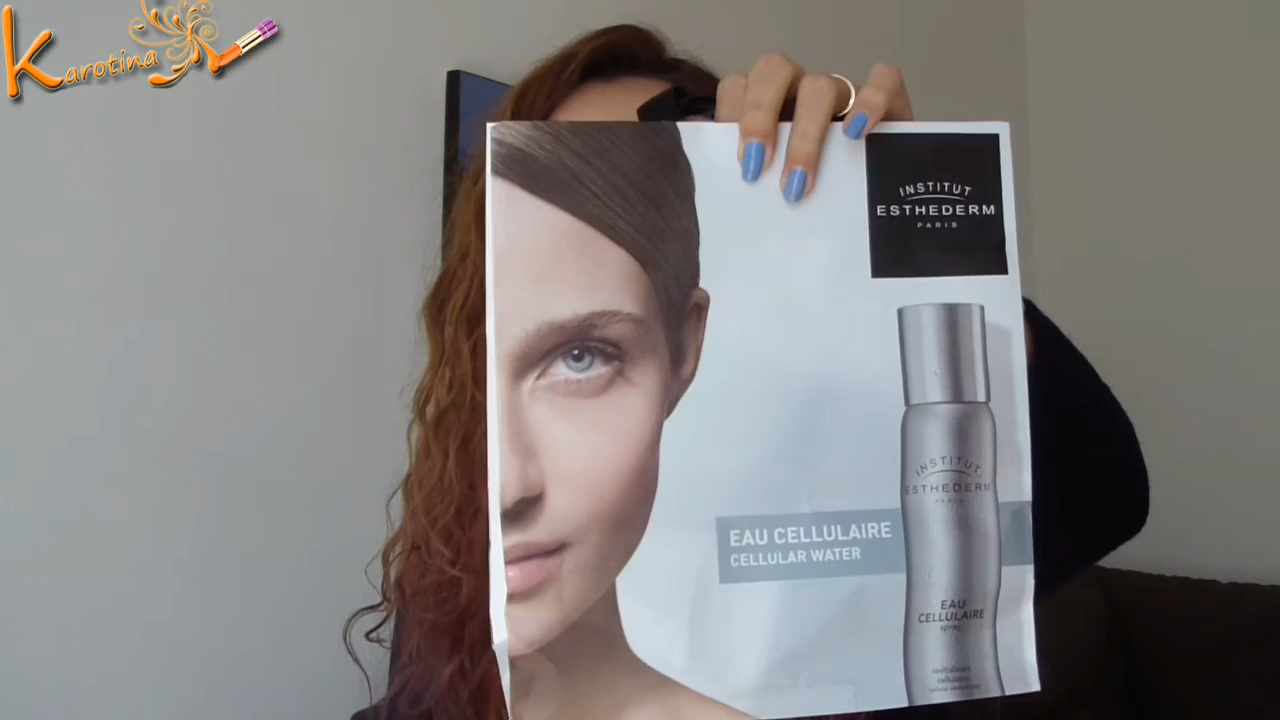 Karotina
INSTITUT
ESTHEDERM
PARIS
INSTITUT
ESTHEDERM
PARIS
EAU CELLULAIRE
CELLULAR WATER
EAU
CELLULAIRE
spray